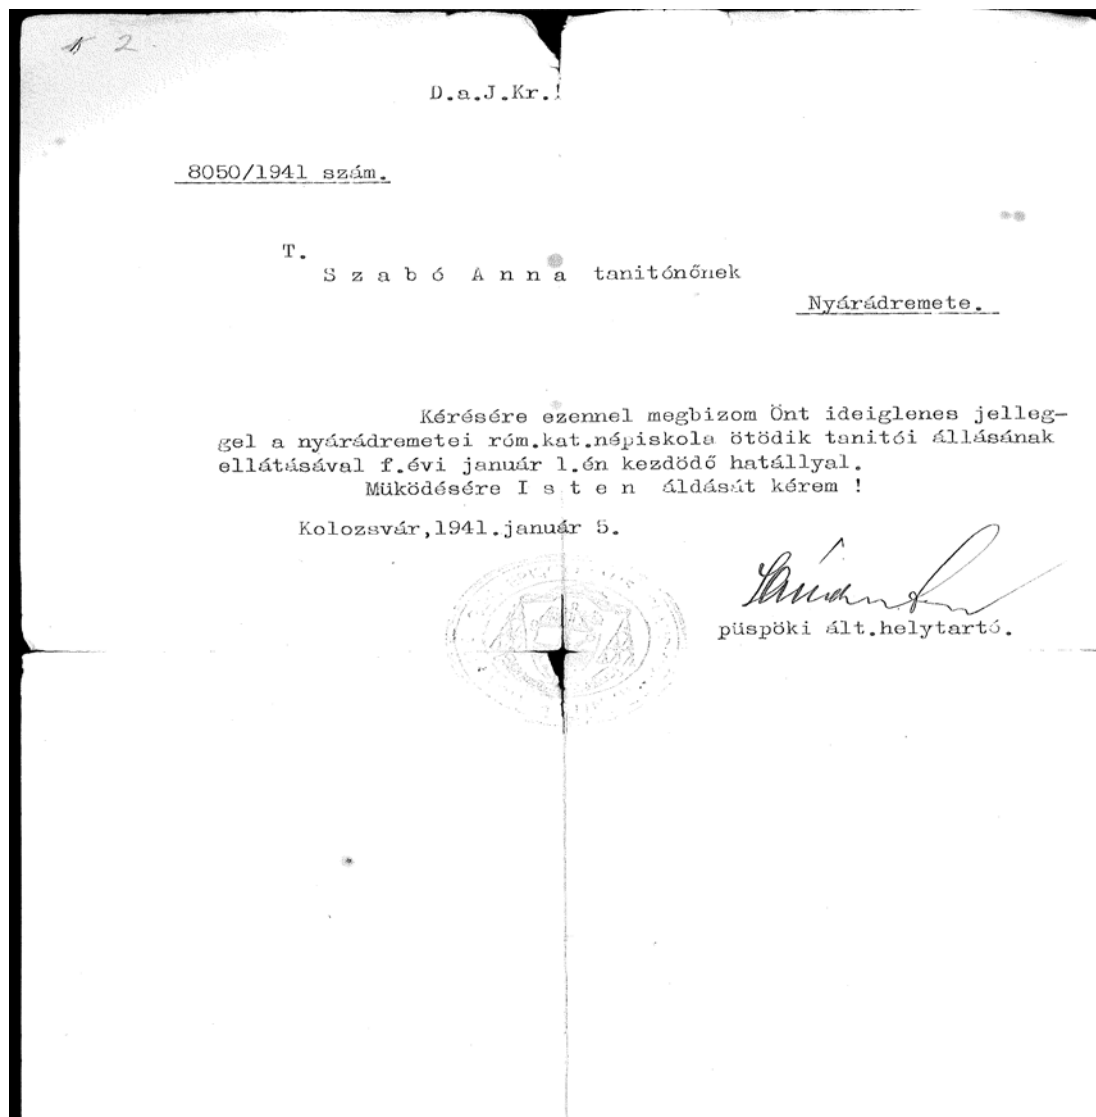 2.
D.a.J.Kr.!
8050/1941 szám.
T.
S z a b ó  A n n a  tanitónőnek
Nyárádremete.
Kérésére ezennel megbizom Önt ideiglenes jelleg-
gel a nyárádremetei róm.kat.népiskola ötödik tanitói állásának
ellátásával f.évi január l.én kezdödő hatállyal.
Müködésére I s t e n  áldását kérem !
Kolozsvár,1941.január 5.
püspöki ált.helytartó.